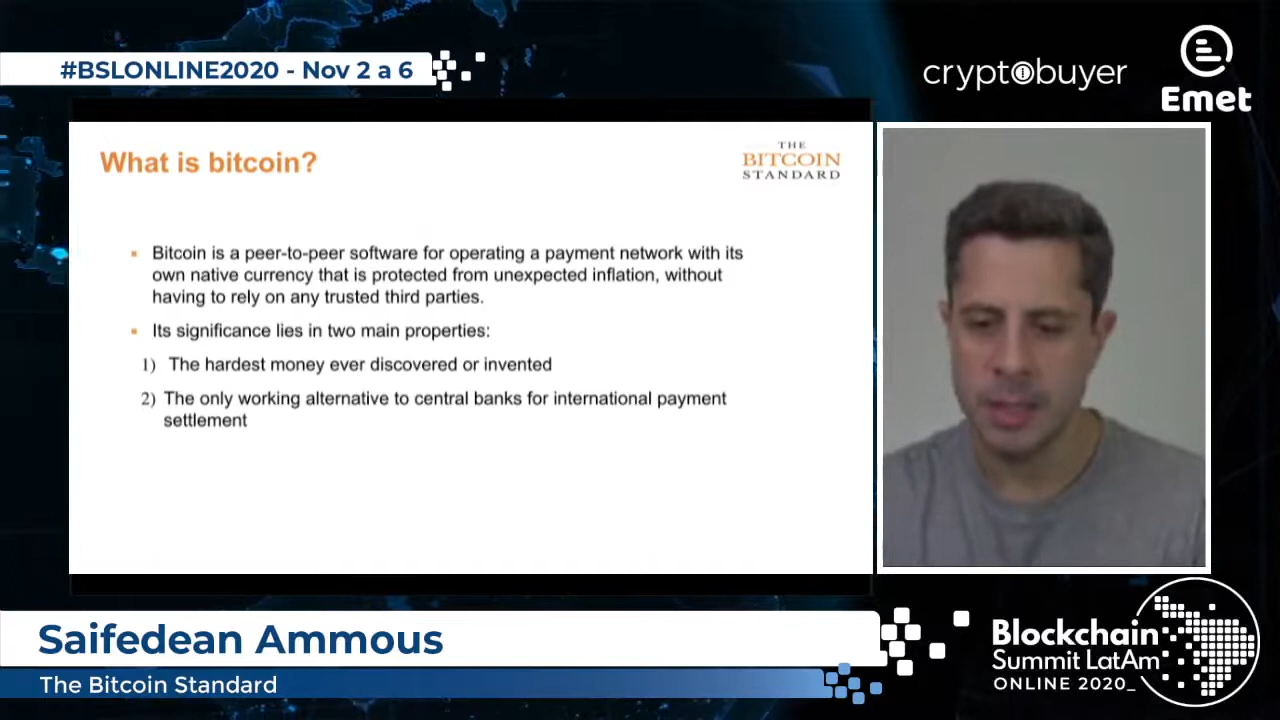 #BSLONLINE2020 - Nov 2 a 6
cryptobuyer
Emet
What is bitcoin?
THE
BITCOIN
STANDARD
Bitcoin is a peer-to-peer software for operating a payment network with its
own native currency that is protected from unexpected inflation, without
having to rely on any trusted third parties.
Its significance lies in two main properties:
1) The hardest money ever discovered or invented
2) The only working alternative to central banks for international payment
settlement
Saifedean Ammous
The Bitcoin Standard
Blockchain
Summit LatAm
ONLINE 2020_